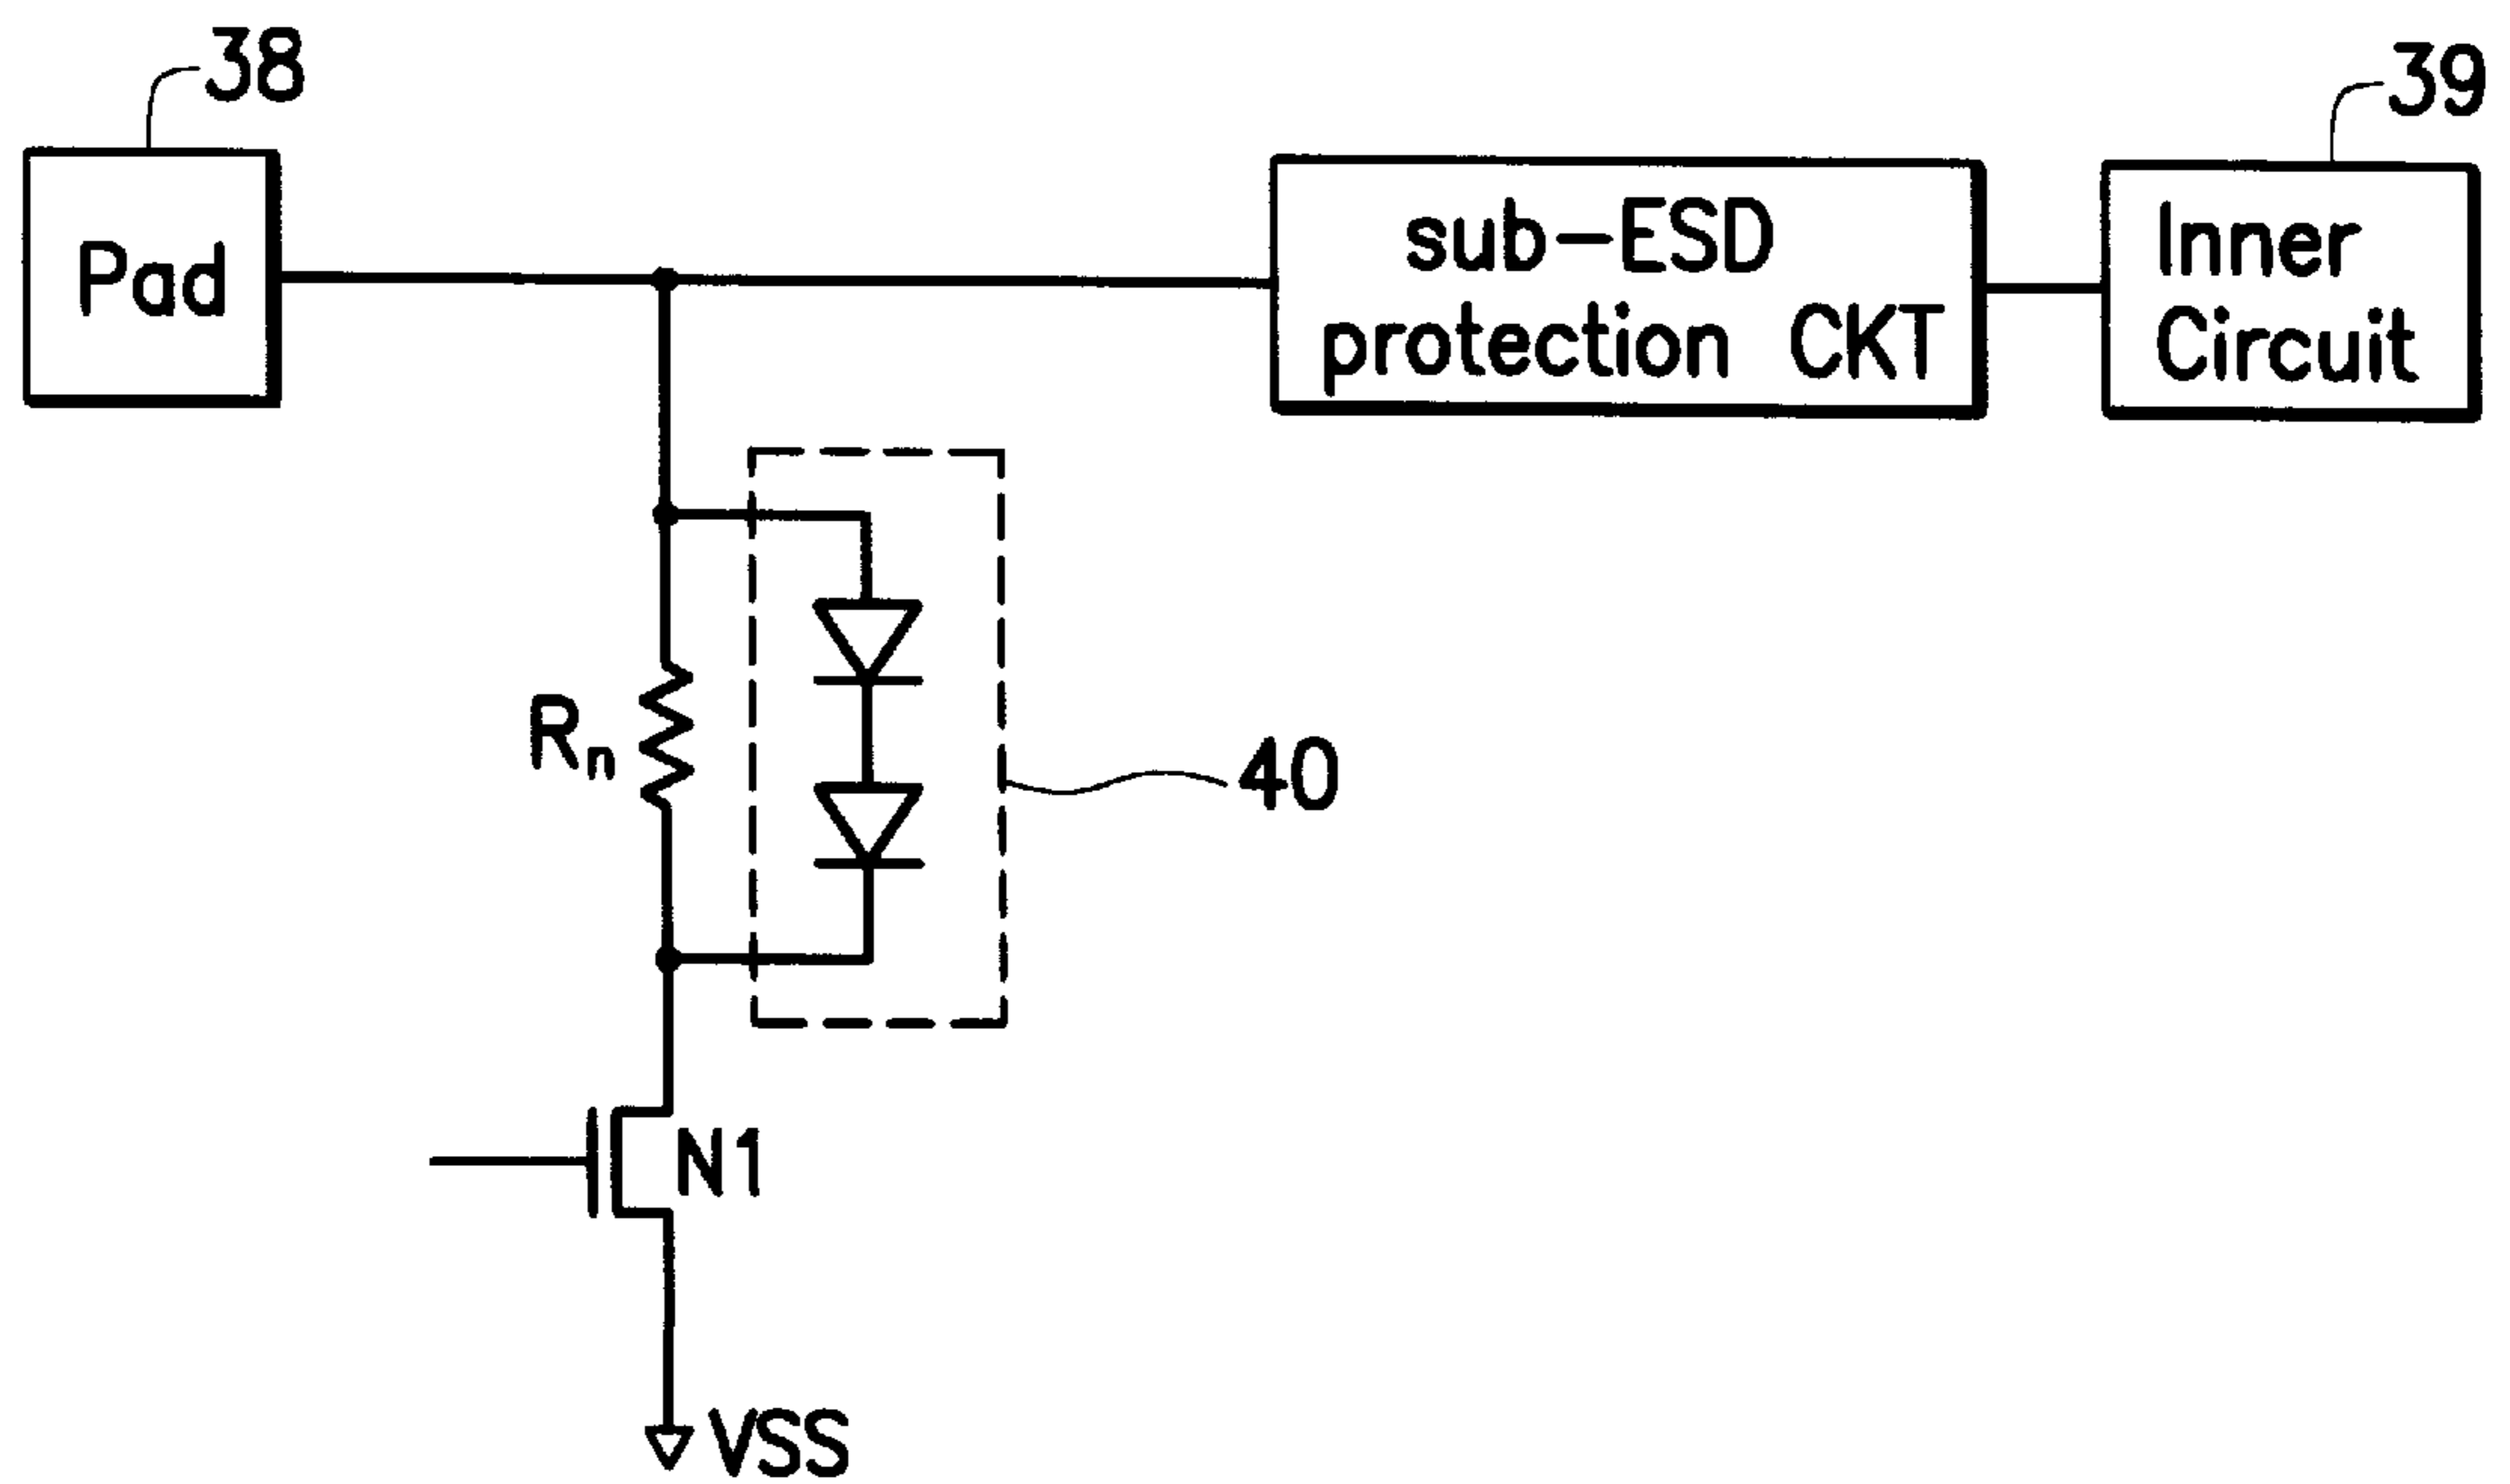 38
39
Pad
sub-ESD
protection CKT
Inner
Circuit
Rn
40
N1
VSS